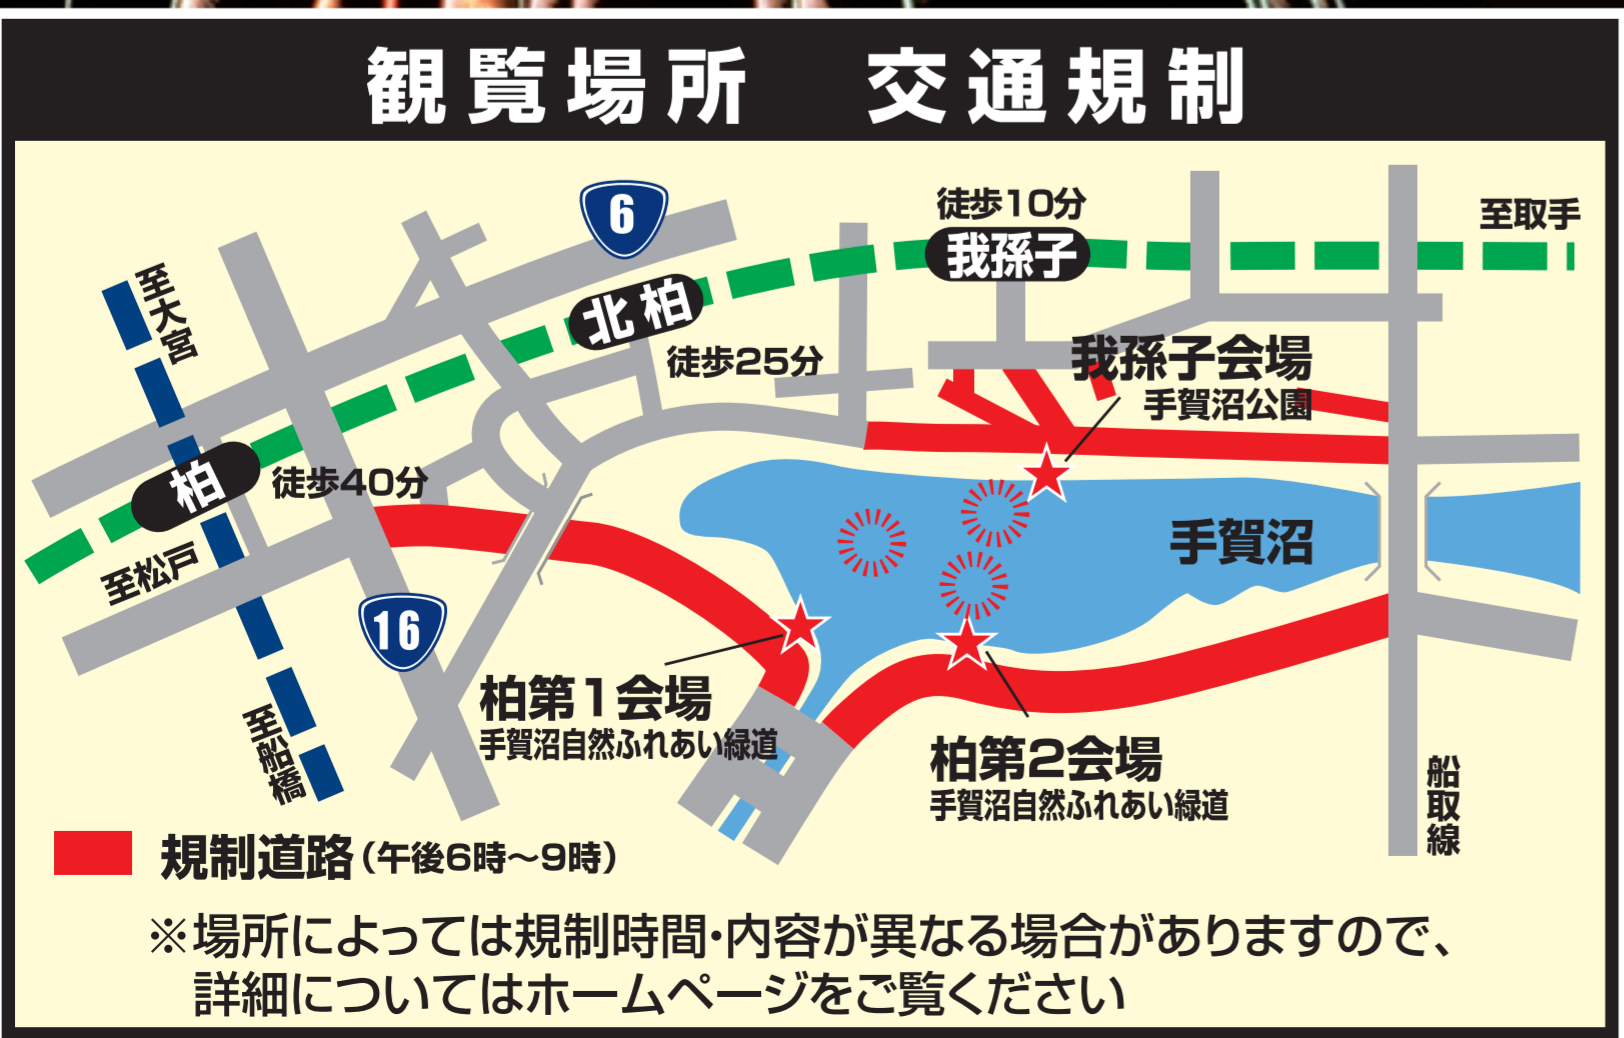 観覧場所　交通規制
6
徒歩10分
我孫子
至取手
至大宮
北柏
徒歩25分
我孫子会場
手賀沼公園
柏
徒歩40分
至松戸
手賀沼
16
柏第1会場
手賀沼自然ふれあい緑道
至船橋
柏第2会場
手賀沼自然ふれあい緑道
船取線
規制道路（午後6時～9時）
※場所によっては規制時間・内容が異なる場合がありますので、
詳細についてはホームページをご覧ください